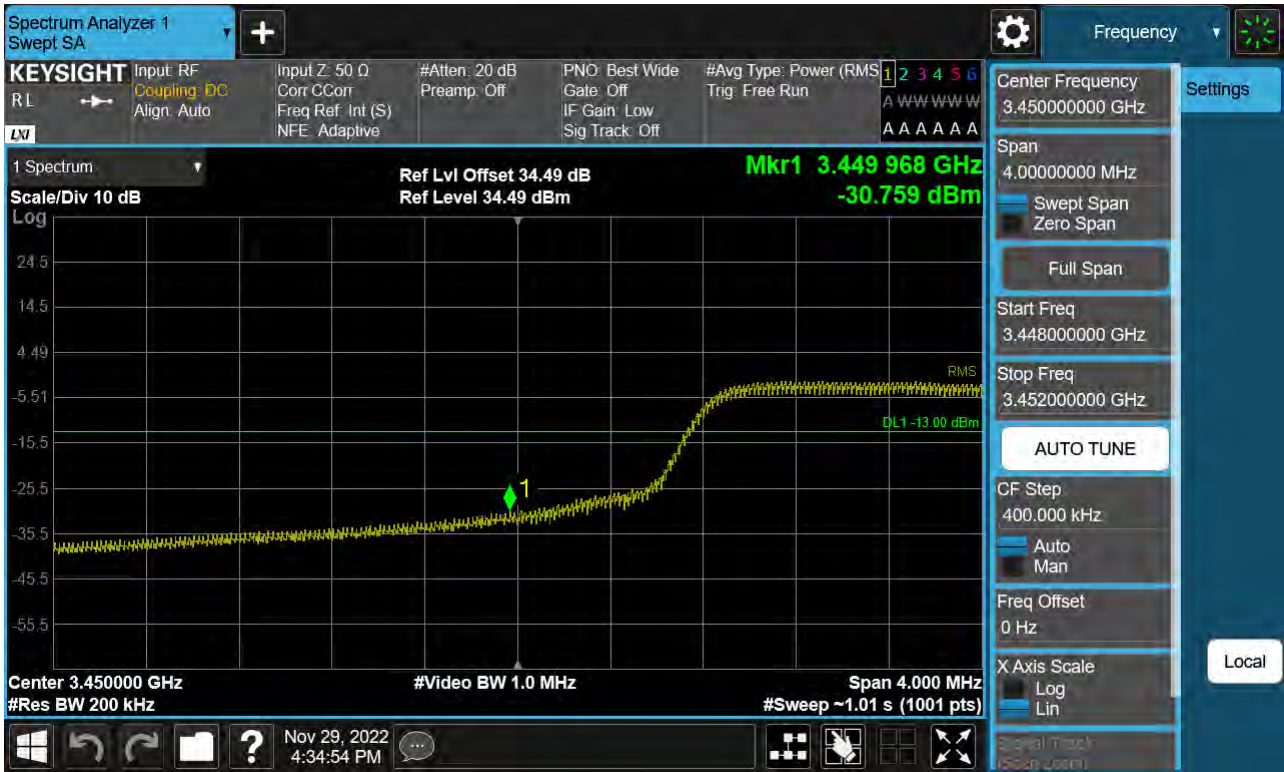 Spectrum Analyzer 1
Swept SA
Frequency
KEYSIGHT
RL
LXI
Input: RF
Coupling: DC
Align: Auto
Input Z: 50 Ω
Corr CCorr
Freq Ref: Int (S)
NFE: Adaptive
#Atten: 20 dB
Preamp: Off
PNO: Best Wide
Gate: Off
IF Gain: Low
Sig Track: Off
#Avg Type: Power (RMS
Trig: Free Run
1 2 3 4 5 6
A W W W W W
A A A A A A
1 Spectrum
Scale/Div 10 dB
Log
Ref Lvl Offset 34.49 dB
Ref Level 34.49 dBm
Mkr1 3.449 968 GHz
-30.759 dBm
24.5
14.5
4.49
-5.51
-15.5
-25.5
-35.5
-45.5
-55.5
RMS
DL1 -13.00 dBm
1
Center 3.450000 GHz
#Res BW 200 kHz
#Video BW 1.0 MHz
Span 4.000 MHz
#Sweep ~1.01 s (1001 pts)
Center Frequency
3.450000000 GHz
Span
4.00000000 MHz
Swept Span
Zero Span
Full Span
Start Freq
3.448000000 GHz
Stop Freq
3.452000000 GHz
AUTO TUNE
CF Step
400.000 kHz
Auto
Man
Freq Offset
0 Hz
X Axis Scale
Log
Lin
Signal Track
(Span Zoom)
Settings
Local
?
Nov 29, 2022
4:34:54 PM